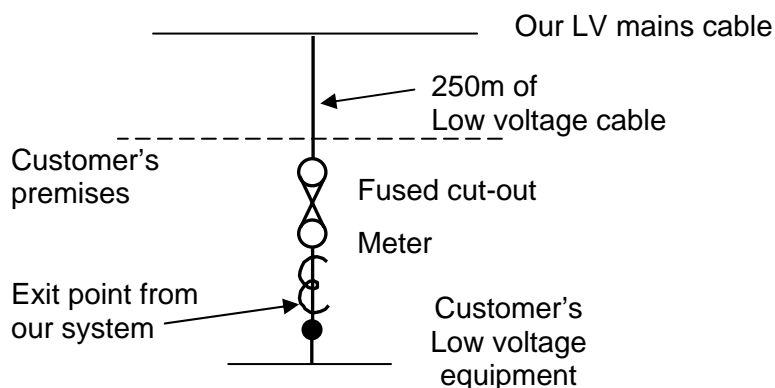 Our LV mains cable
250m of
Low voltage cable
Customer's
premises
Fused cut-out
Meter
Exit point from
our system
Customer's
Low voltage
equipment